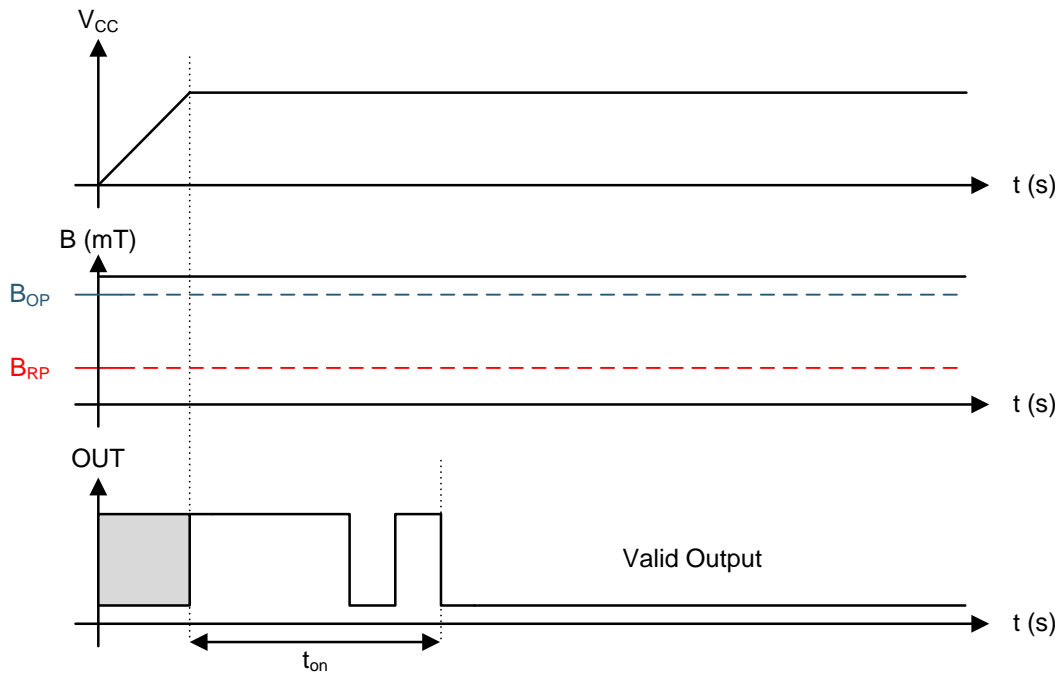 VCC
t (s)
B (mT)
BOP
BRP
t (s)
OUT
Valid Output
t (s)
ton